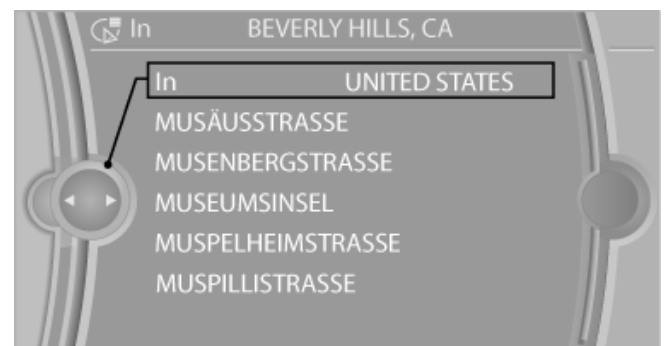 In BEVERLY HILLS, CA
In UNITED STATES
MUSÄUSSTRASSE
MUSENBERGSTRASSE
MUSEUMSINSEL
MUSPELHEIMSTRASSE
MUSPILLISTRASSE